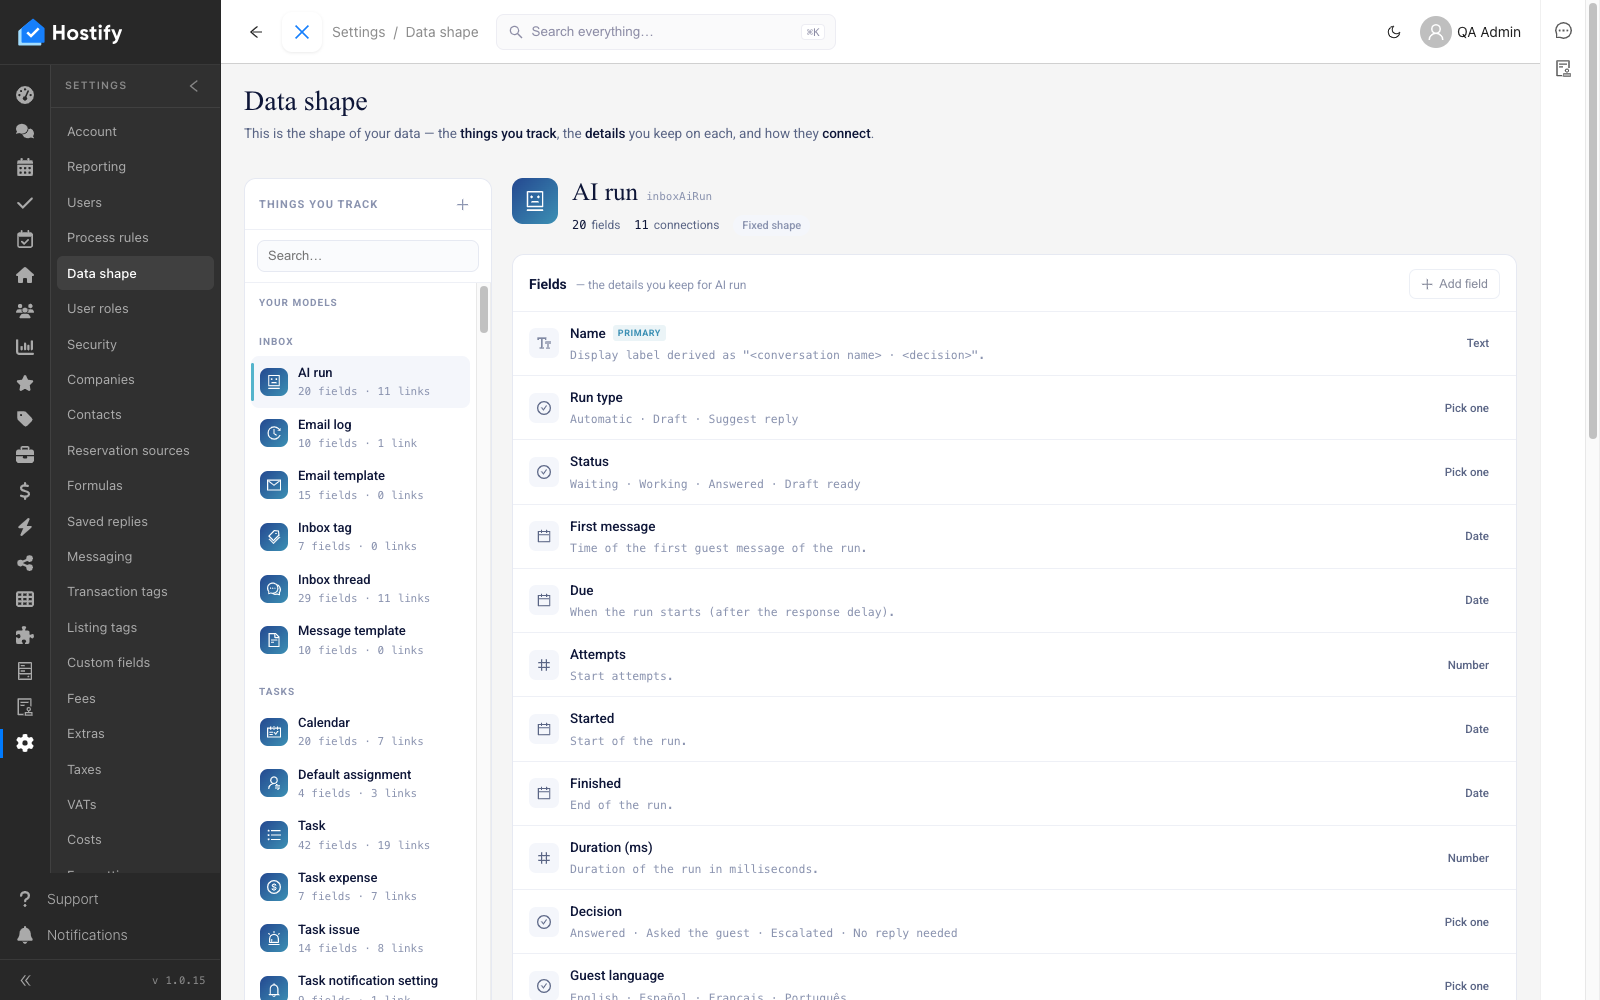 Hostify
Settings / Data shape
Search everything...
⌘K
QA Admin
SETTINGS
Account
Reporting
Users
Process rules
Data shape
User roles
Security
Companies
Contacts
Reservation sources
Formulas
Saved replies
Messaging
Transaction tags
Listing tags
Custom fields
Fees
Extras
Taxes
VATs
Costs
Support
Notifications
v 1.0.15
Data shape
This is the shape of your data — the things you track, the details you keep on each, and how they connect.
THINGS YOU TRACK
Search...
YOUR MODELS
INBOX
AI run
20 fields · 11 links
Email log
10 fields · 1 link
Email template
15 fields · 0 links
Inbox tag
7 fields · 0 links
Inbox thread
29 fields · 11 links
Message template
10 fields · 0 links
TASKS
Calendar
20 fields · 7 links
Default assignment
4 fields · 3 links
Task
42 fields · 19 links
Task expense
7 fields · 7 links
Task issue
14 fields · 8 links
Task notification setting
9 fields · 1 link
AI run inboxAiRun
20 fields 11 connections Fixed shape
Fields — the details you keep for AI run
Add field
Name PRIMARY
Display label derived as "<conversation name> · <decision>".
Text
Run type
Automatic · Draft · Suggest reply
Pick one
Status
Waiting · Working · Answered · Draft ready
Pick one
First message
Time of the first guest message of the run.
Date
Due
When the run starts (after the response delay).
Date
Attempts
Start attempts.
Number
Started
Start of the run.
Date
Finished
End of the run.
Date
Duration (ms)
Duration of the run in milliseconds.
Number
Decision
Answered · Asked the guest · Escalated · No reply needed
Pick one
Guest language
English · Español · Français · Português
Pick one